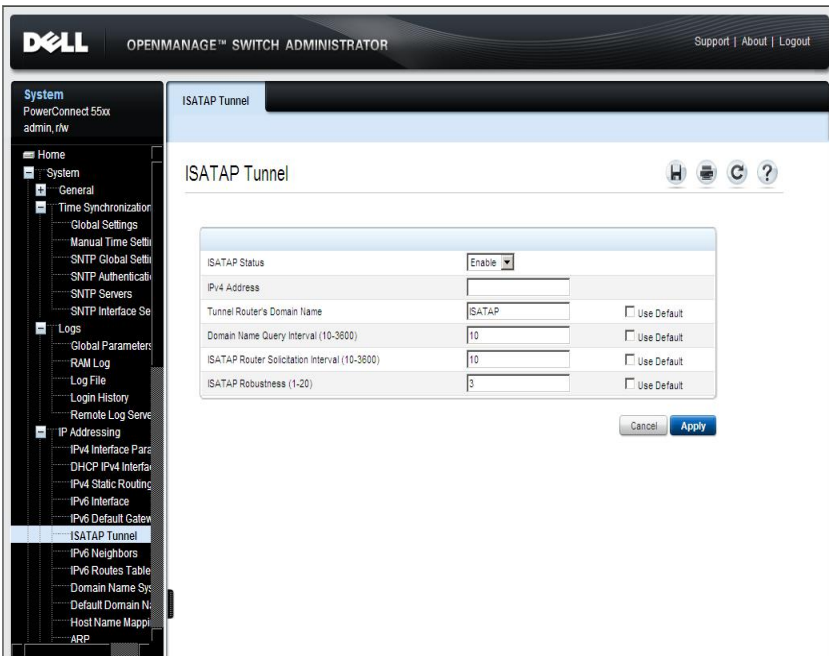 DELL
OPENMANAGE™ SWITCH ADMINISTRATOR
Support | About | Logout
System
PowerConnect 55xx
admin, r/w
Home
System
General
Time Synchronization
Global Settings
Manual Time Settin
SNTP Global Settin
SNTP Authenticatio
SNTP Servers
SNTP Interface Se
Logs
Global Parameters
RAM Log
Log File
Login History
Remote Log Serve
IP Addressing
IPv4 Interface Para
DHCP IPv4 Interfac
IPv4 Static Routing
IPv6 Interface
IPv6 Default Gatew
ISATAP Tunnel
IPv6 Neighbors
IPv6 Routes Table
Domain Name Sys
Default Domain Na
Host Name Mappi
ARP
ISATAP Tunnel
ISATAP Tunnel
?
ISATAP Status Enable
IPv4 Address
Tunnel Router's Domain Name ISATAP Use Default
Domain Name Query Interval (10-3600) 10 Use Default
ISATAP Router Solicitation Interval (10-3600) 10 Use Default
ISATAP Robustness (1-20) 3 Use Default
Cancel Apply